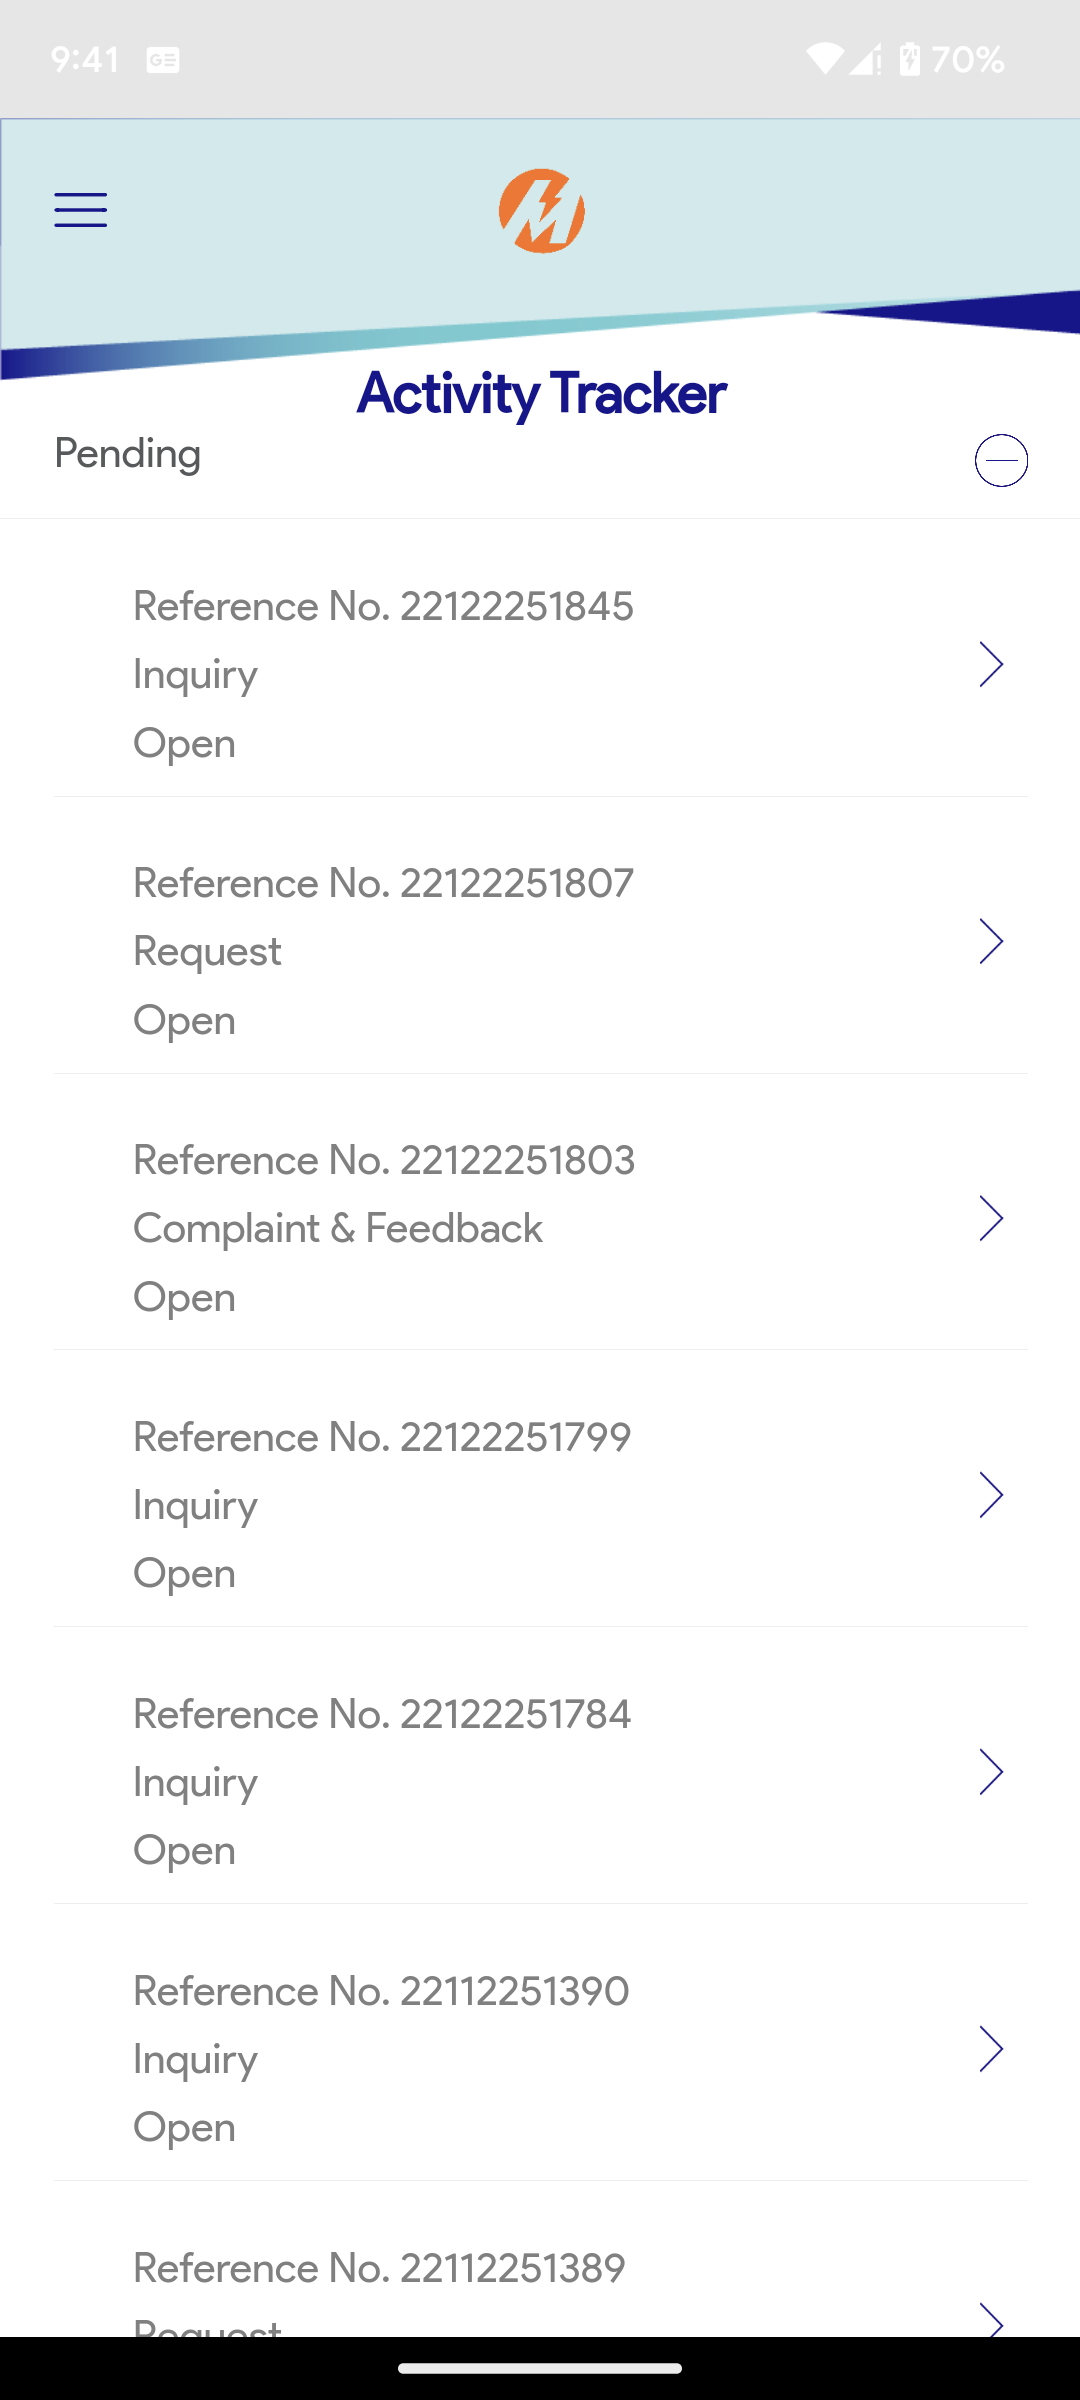 9:41
70%
Activity Tracker
Pending
Reference No. 22122251845
Inquiry
Open
Reference No. 22122251807
Request
Open
Reference No. 22122251803
Complaint & Feedback
Open
Reference No. 22122251799
Inquiry
Open
Reference No. 22122251784
Inquiry
Open
Reference No. 22112251390
Inquiry
Open
Reference No. 22112251389
Request